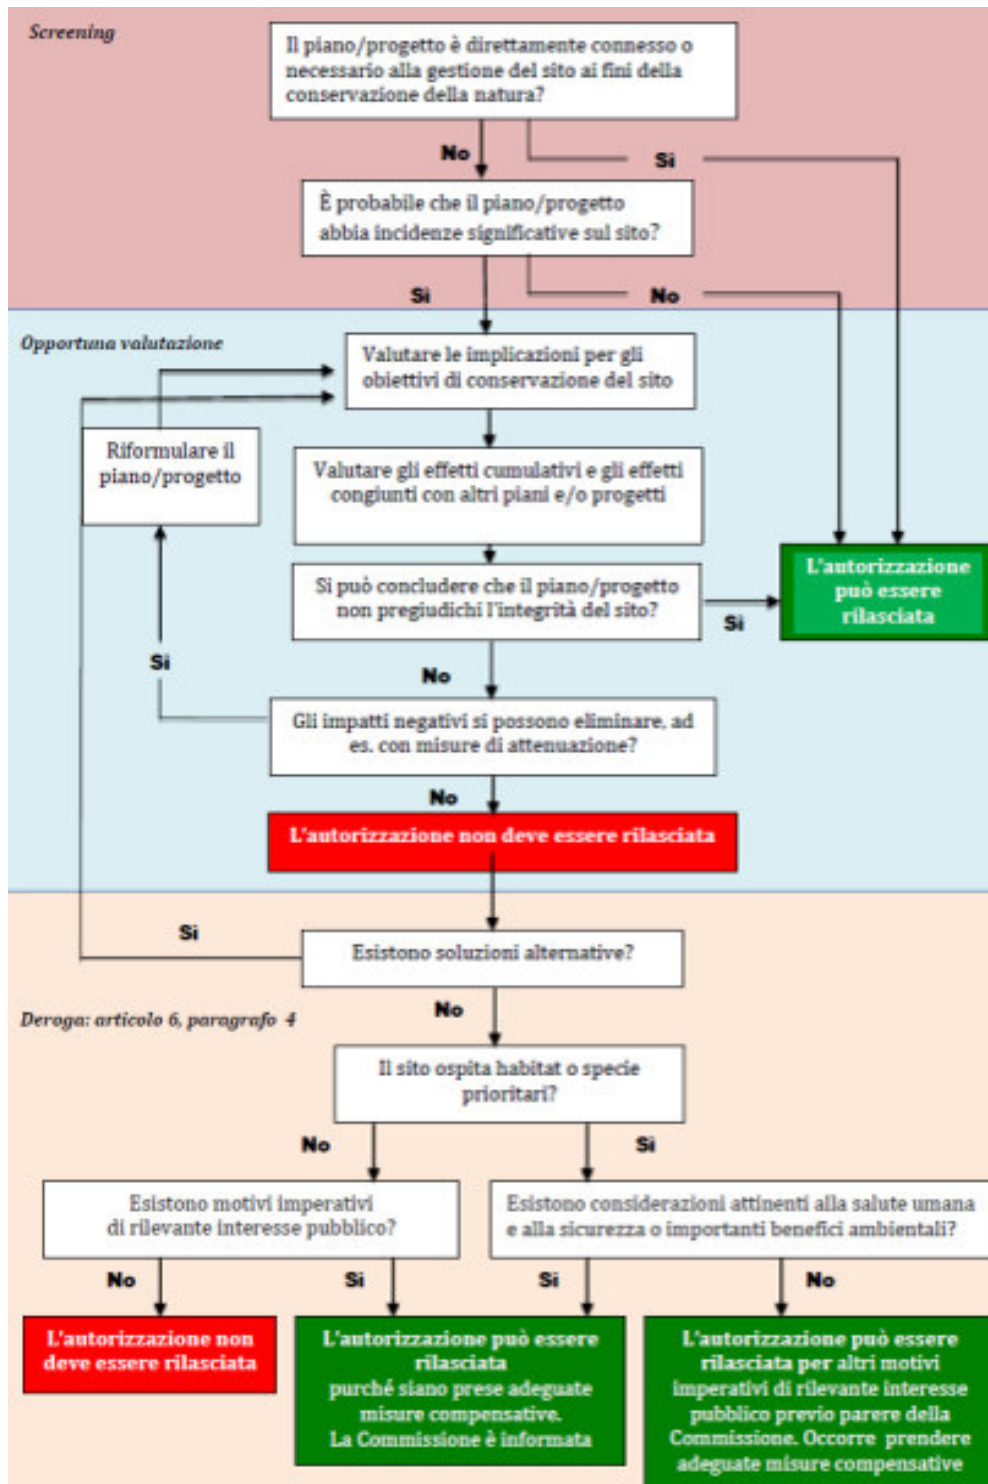 Screening
Il piano/progetto è direttamente connesso o
necessario alla gestione del sito ai fini della
conservazione della natura?
No
Sì
È probabile che il piano/progetto
abbia incidenze significative sul sito?
Sì
No
Opportuna valutazione
Valutare le implicazioni per gli
obiettivi di conservazione del sito
Riformulare il
piano/progetto
Valutare gli effetti cumulativi e gli effetti
congiunti con altri piani e/o progetti
Si può concludere che il piano/progetto
non pregiudichi l'integrità del sito?
Sì
L'autorizzazione
può essere
rilasciata
Sì
No
Gli impatti negativi si possono eliminare, ad
es. con misure di attenuazione?
No
L'autorizzazione non deve essere rilasciata
Sì
Esistono soluzioni alternative?
No
Deroga: articolo 6, paragrafo 4
Il sito ospita habitat o specie
prioritari?
No
Sì
Esistono motivi imperativi
di rilevante interesse pubblico?
Esistono considerazioni attinenti alla salute umana
e alla sicurezza o importanti benefici ambientali?
No
Sì
Sì
No
L'autorizzazione non
deve essere rilasciata
L'autorizzazione può essere
rilasciata
purché siano prese adeguate
misure compensative.
La Commissione è informata
L'autorizzazione può essere
rilasciata per altri motivi
imperativi di rilevante interesse
pubblico previo parere della
Commissione. Occorre prendere
adeguate misure compensative